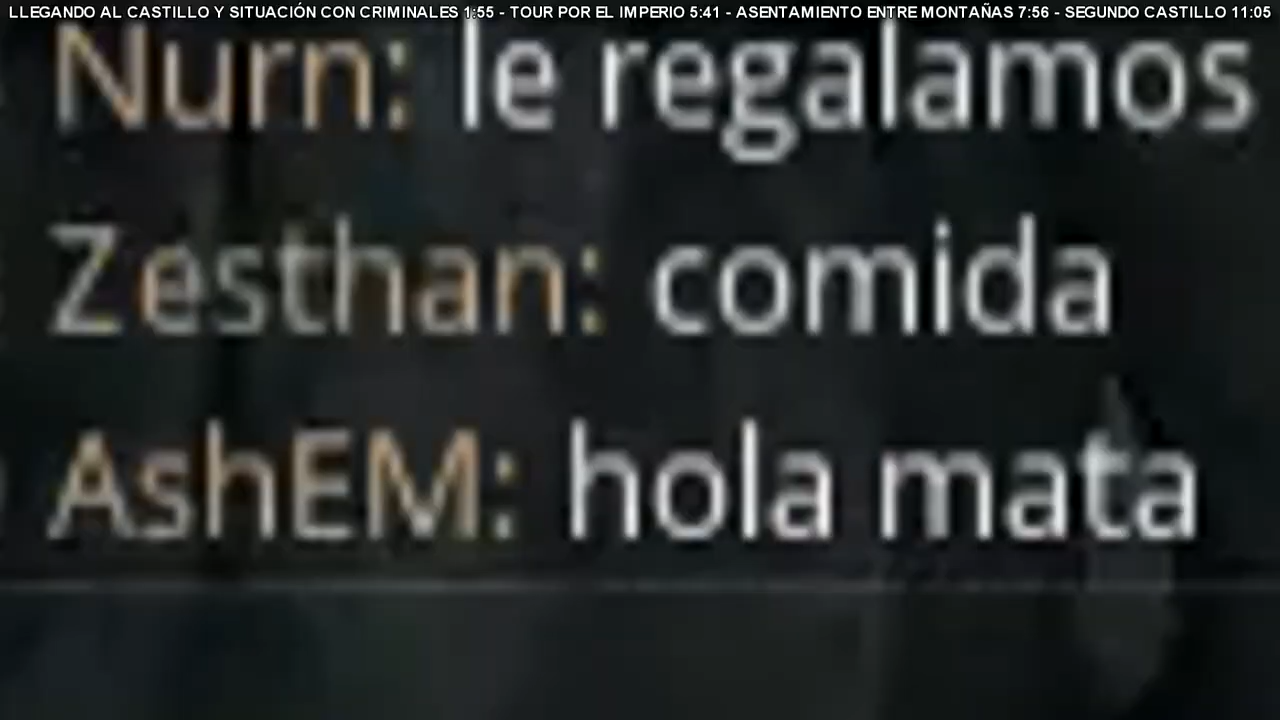 LLEGANDO AL CASTILLO Y SITUACIÓN CON CRIMINALES 1:55 - TOUR POR EL IMPERIO 5:41 - ASENTAMIENTO ENTRE MONTAÑAS 7:56 - SEGUNDO CASTILLO 11:05
Nurn: le regalamos
Zesthan: comida
AshEM: hola mata